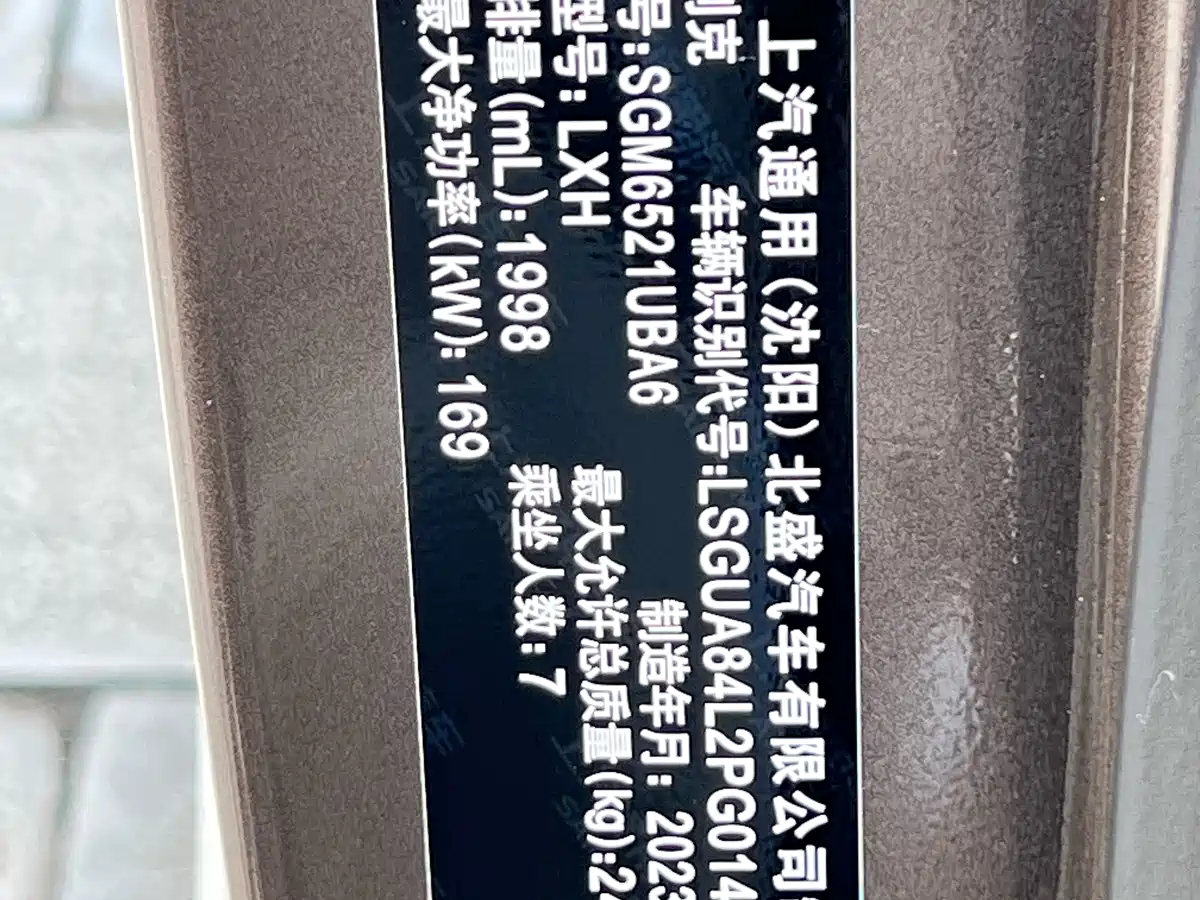 上汽通用(沈阳)北盛汽车有限公司
克 车辆识别代号:LSGUA84L2PG014
号:SGM6521UBA6 制造年月: 2023
型号: LXH 最大允许总质量(kg):24
排量(mL): 1998 乘坐人数: 7
最大净功率(kW): 169